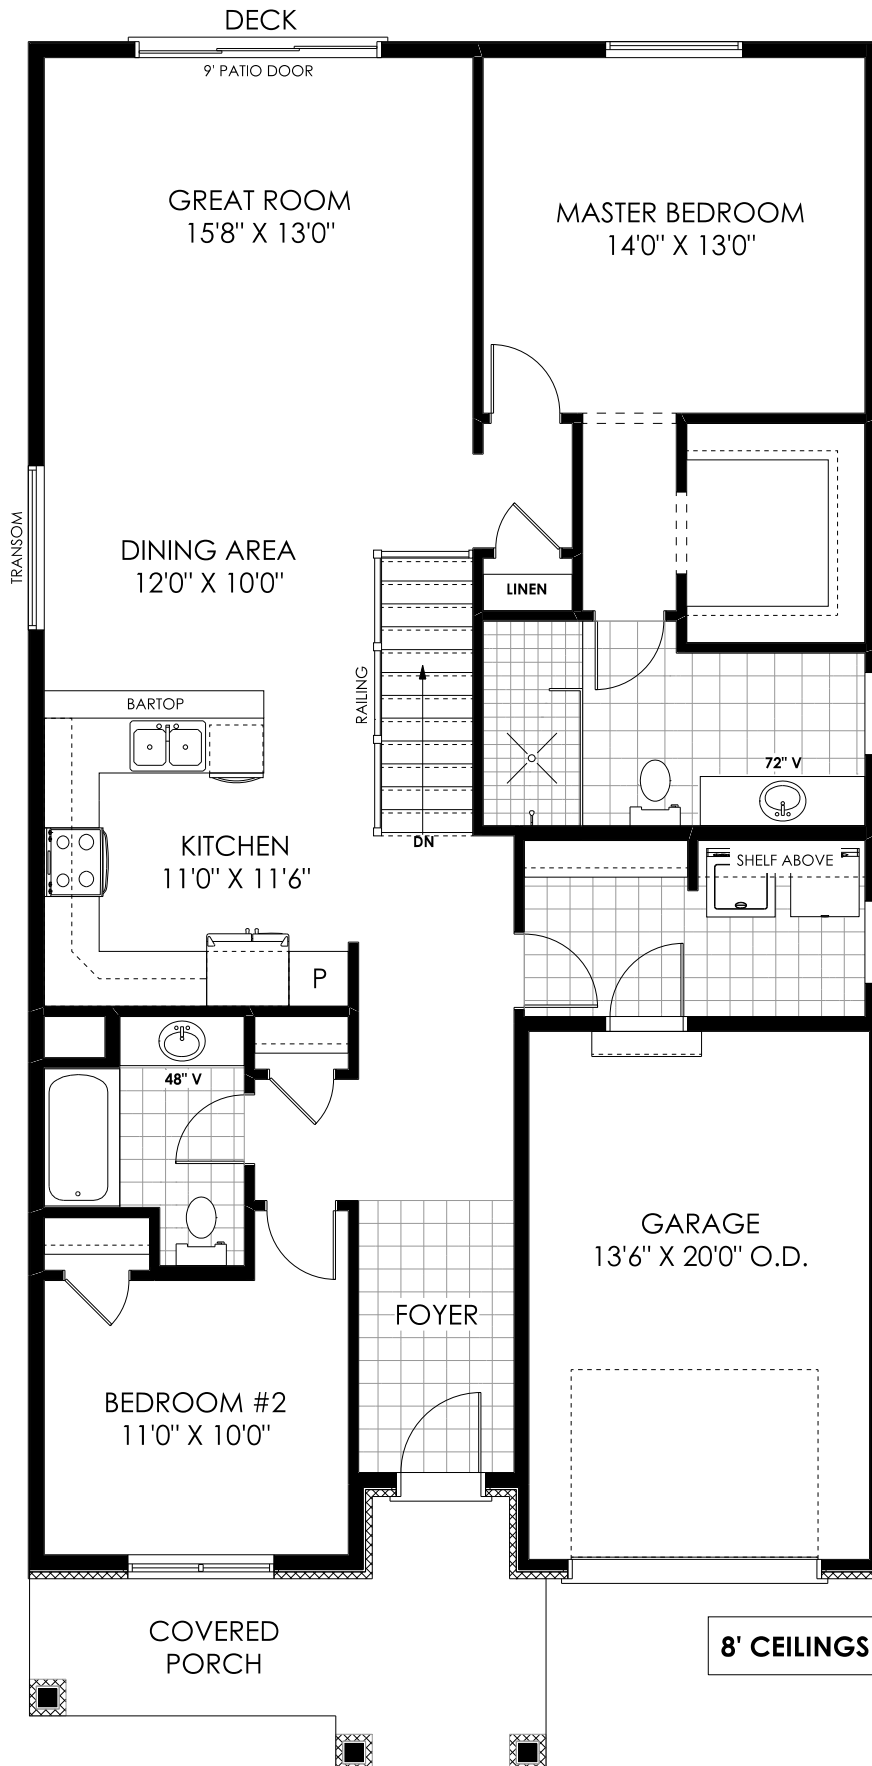 DECK
9' PATIO DOOR
GREAT ROOM
15'8" X 13'0"
MASTER BEDROOM
14'0" X 13'0"
TRANSOM
DINING AREA
12'0" X 10'0"
LINEN
RAILING
BARTOP
72" V
DN
KITCHEN
11'0" X 11'6"
SHELF ABOVE
P
48" V
GARAGE
13'6" X 20'0" O.D.
FOYER
BEDROOM #2
11'0" X 10'0"
COVERED
PORCH
8' CEILINGS